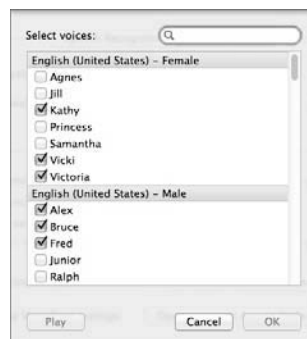 Select voices:
English (United States) – Female
Agnes
Jill
Kathy
Princess
Samantha
Vicki
Victoria
English (United States) – Male
Alex
Bruce
Fred
Junior
Ralph
Play Cancel OK